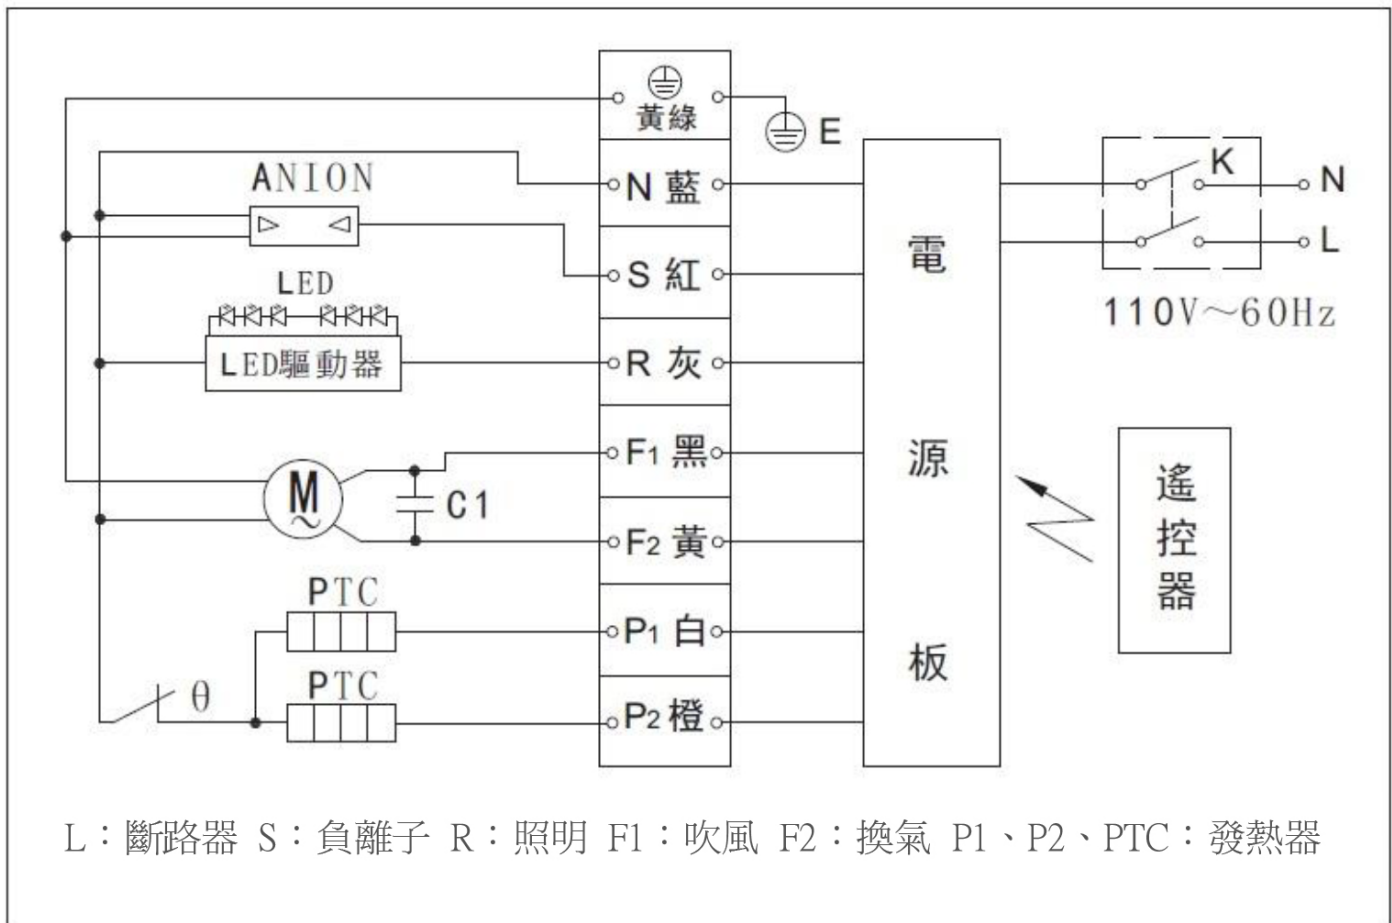 黃綠
E
ANION
N 藍
K
N
L
S 紅
LED
110V～60Hz
LED驅動器
R 灰
F1 黑
M
C1
F2 黃
PTC
P1 白
PTC
θ
P2 橙
電源板
遙控器
L：斷路器 S：負離子 R：照明 F1：吹風 F2：換氣 P1、P2、PTC：發熱器